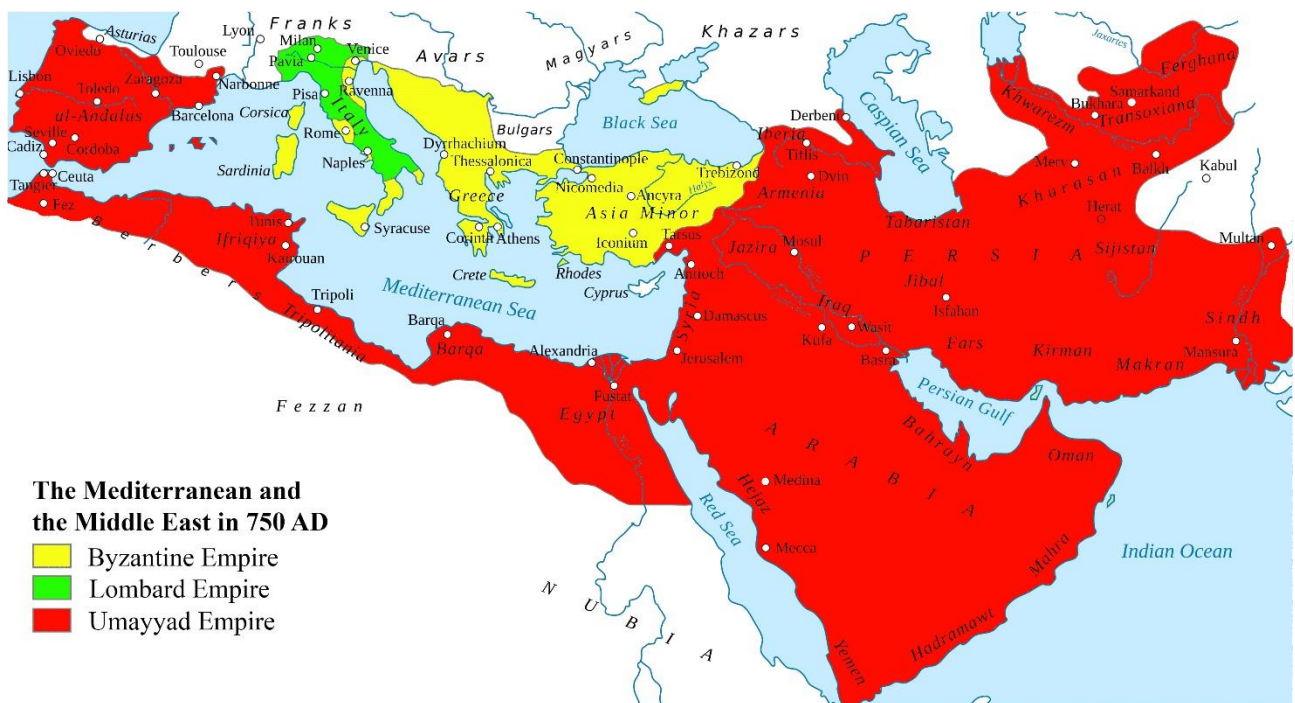 Franks
Asturias
Lyon
Milan
Venice
Avars
Magyars
Khazars
Oviedo
Toulouse
Pavia
Jaxartes
Ferghana
Lisbon
Toledo
Zaragoza
Narbonne
Pisa
Ravenna
Italy
Khwarezm
Samarkand
Bukhara
Transoxiana
ul-Andalus
Barcelona
Corsica
Rome
Bulgars
Black Sea
Derbent
Caspian Sea
Seville
Cordoba
Cadiz
Naples
Dyrrhachium
Thessalonica
Constantinople
Iberia
Tiflis
Merv
Balkh
Kabul
Sardinia
Trebizond
Ceuta
Tangier
Fez
Nicomedia
Ancyra
Halys
Dvin
Armenia
Khurasan
Greece
Asia Minor
Herat
Tabaristan
Berbers
Tunis
Ifriqiya
Kairouan
Syracuse
Corinth
Athens
Iconium
Tarsus
Jazira
Mosul
PERSIA
Sijistan
Multan
Crete
Rhodes
Cyprus
Antioch
Jibal
Mediterranean Sea
Syria
Iraq
Isfahan
Tripoli
Tripolitania
Barqa
Barqa
Damascus
Kufa
Wasit
Sindh
Alexandria
Jerusalem
Basra
Fars
Kirman
Makran
Mansura
Fustat
Persian Gulf
Fezzan
Egypt
ARABIA
Bahrayn
Oman
Hejaz
Medina
Red Sea
Mecca
Mahra
Indian Ocean
NUBIA
Hadramawt
Yemen
The Mediterranean and
the Middle East in 750 AD
Byzantine Empire
Lombard Empire
Umayyad Empire